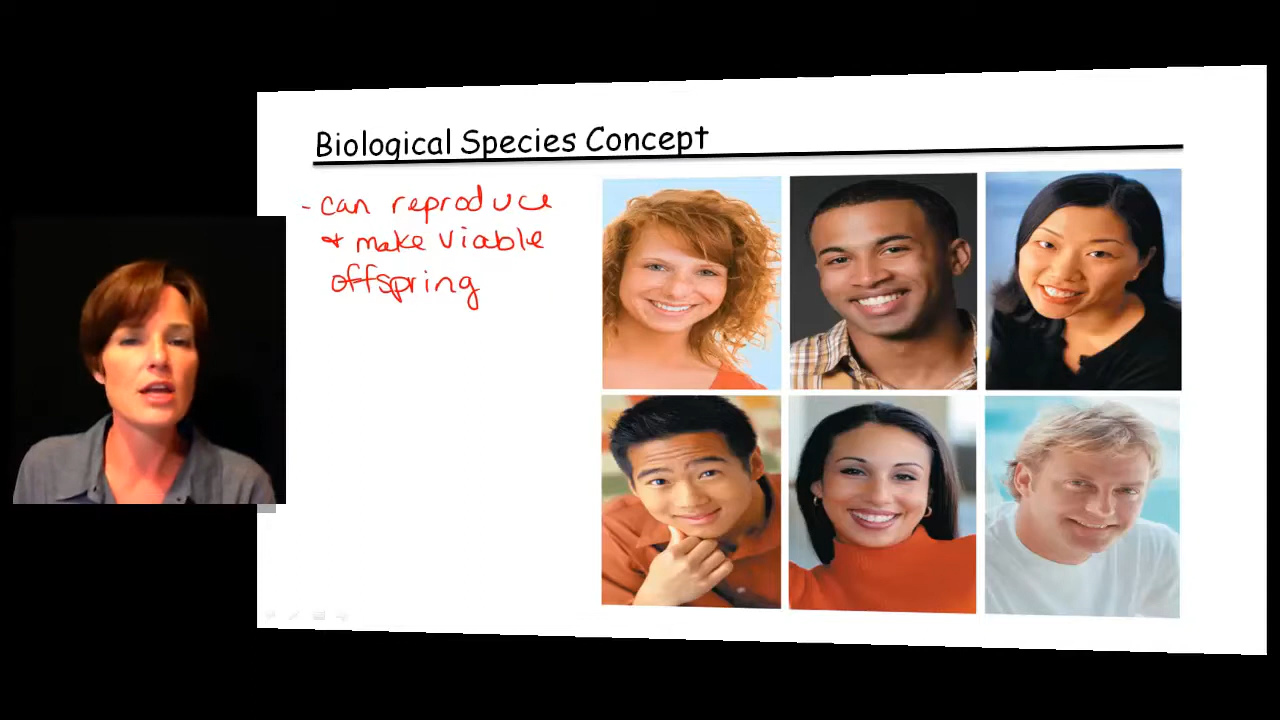 Biological Species Concept
- can reproduce
+ make viable
offspring